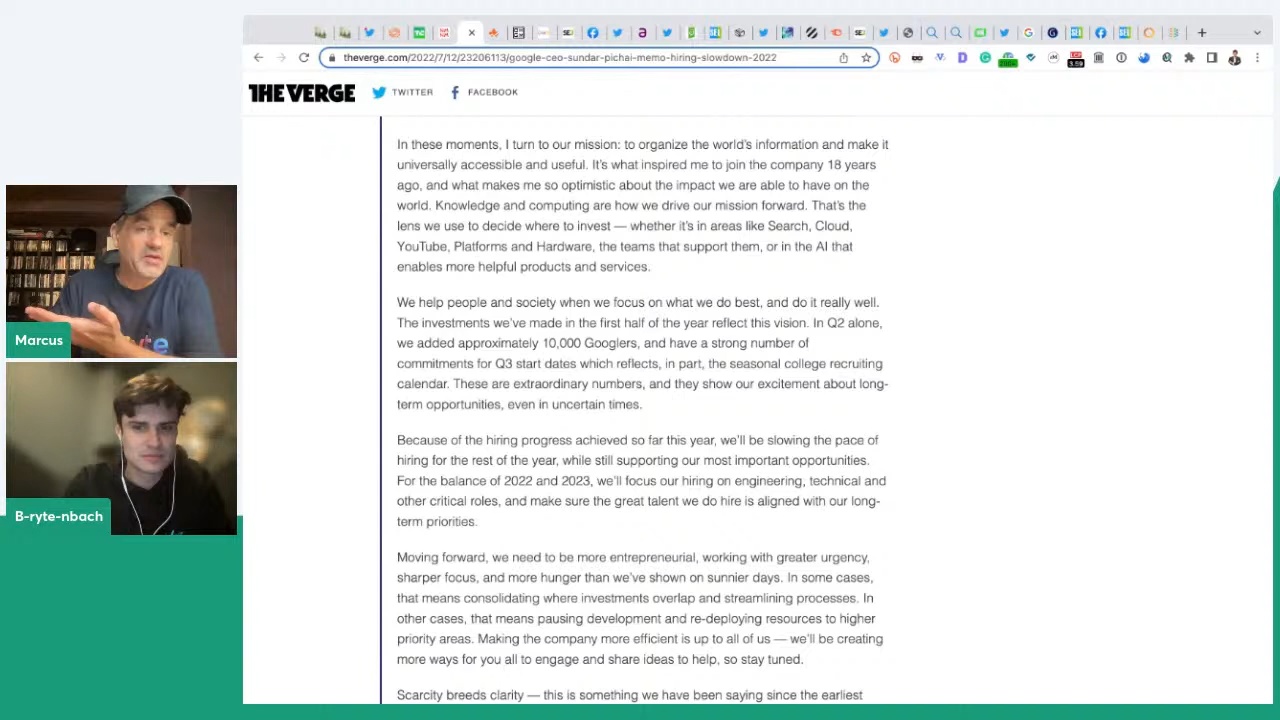 theverge.com/2022/7/12/23206113/google-ceo-sundar-pichai-memo-hiring-slowdown-2022
THE VERGE
TWITTER
FACEBOOK
In these moments, I turn to our mission: to organize the world's information and make it
universally accessible and useful. It's what inspired me to join the company 18 years
ago, and what makes me so optimistic about the impact we are able to have on the
world. Knowledge and computing are how we drive our mission forward. That's the
lens we use to decide where to invest — whether it's in areas like Search, Cloud,
YouTube, Platforms and Hardware, the teams that support them, or in the AI that
enables more helpful products and services.
We help people and society when we focus on what we do best, and do it really well.
The investments we've made in the first half of the year reflect this vision. In Q2 alone,
we added approximately 10,000 Googlers, and have a strong number of
commitments for Q3 start dates which reflects, in part, the seasonal college recruiting
calendar. These are extraordinary numbers, and they show our excitement about long-
term opportunities, even in uncertain times.
Because of the hiring progress achieved so far this year, we'll be slowing the pace of
hiring for the rest of the year, while still supporting our most important opportunities.
For the balance of 2022 and 2023, we'll focus our hiring on engineering, technical and
other critical roles, and make sure the great talent we do hire is aligned with our long-
term priorities.
Moving forward, we need to be more entrepreneurial, working with greater urgency,
sharper focus, and more hunger than we've shown on sunnier days. In some cases,
that means consolidating where investments overlap and streamlining processes. In
other cases, that means pausing development and re-deploying resources to higher
priority areas. Making the company more efficient is up to all of us — we'll be creating
more ways for you all to engage and share ideas to help, so stay tuned.
Scarcity breeds clarity — this is something we have been saying since the earliest
Marcus
B-ryte-nbach